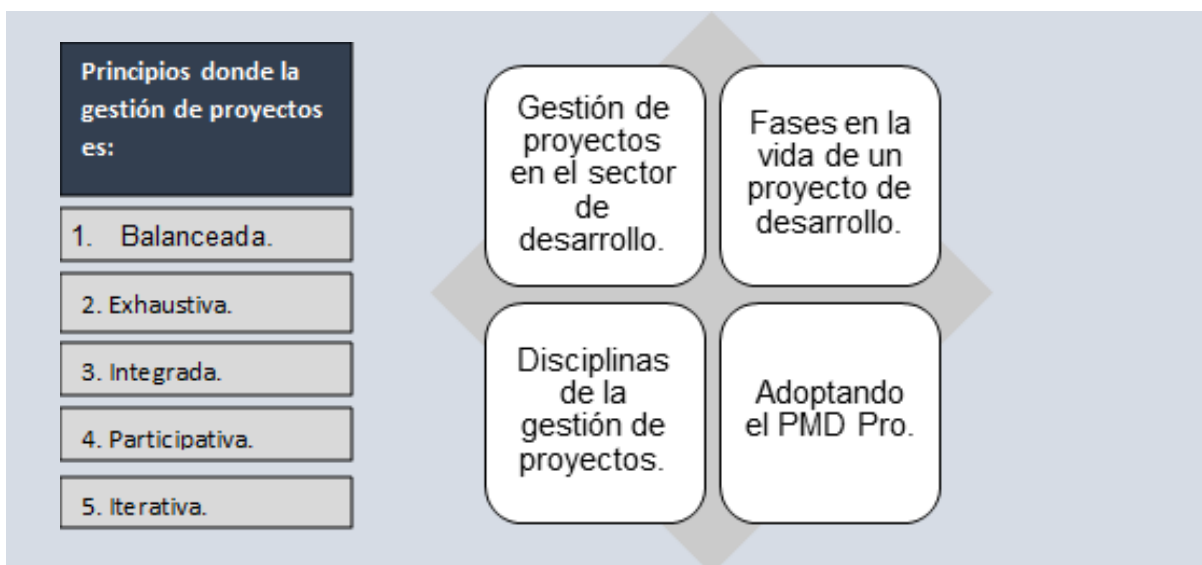 Principios donde la
gestión de proyectos
es:
1. Balanceada.
2. Exhaustiva.
3. Integrada.
4. Participativa.
5. Iterativa.
Gestión de
proyectos
en el sector
de
desarrollo.
Fases en la
vida de un
proyecto de
desarrollo.
Disciplinas
de la
gestión de
proyectos.
Adoptando
el PMD Pro.